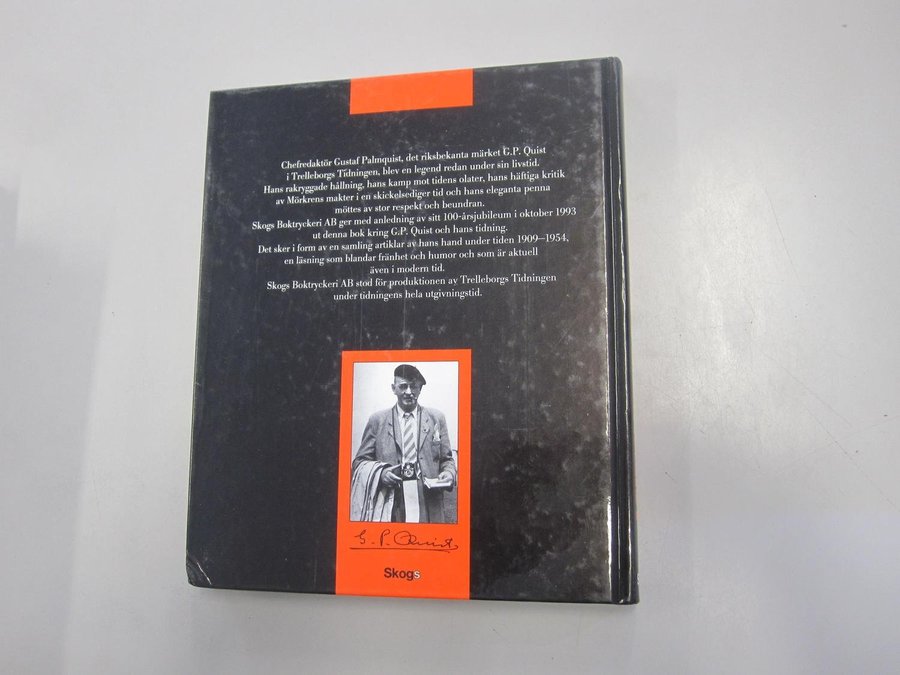 Chefredaktör Gustaf Palmquist, det riksbekanta märket G.P. Quist
i Trelleborgs Tidningen, blev en legend redan under sin livstid.
Hans rakryggade hållning, hans kamp mot tidens olater, hans häftiga kritik
av Mörkrens makter i en skickelsediger tid och hans eleganta penna
möttes av stor respekt och beundran.
Skogs Boktryckeri AB ger med anledning av sitt 100-årsjubileum i oktober 1993
ut denna bok kring G.P. Quist och hans tidning.
Det sker i form av en samling artiklar av hans hand under tiden 1909–1954,
en läsning som blandar fränhet och humor och som är aktuell
även i modern tid.
Skogs Boktryckeri AB stod för produktionen av Trelleborgs Tidningen
under tidningens hela utgivningstid.
G. P. Quist
Skogs